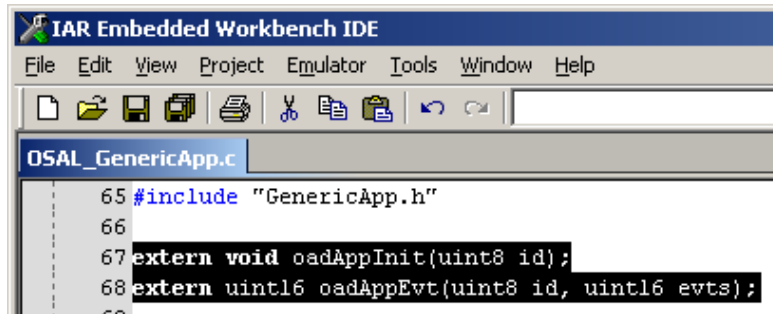 IAR Embedded Workbench IDE
File Edit View Project Emulator Tools Window Help
OSAL_GenericApp.c
65 #include "GenericApp.h"
66
67 extern void oadAppInit(uint8 id);
68 extern uint16 oadAppEvt(uint8 id, uint16 evts);